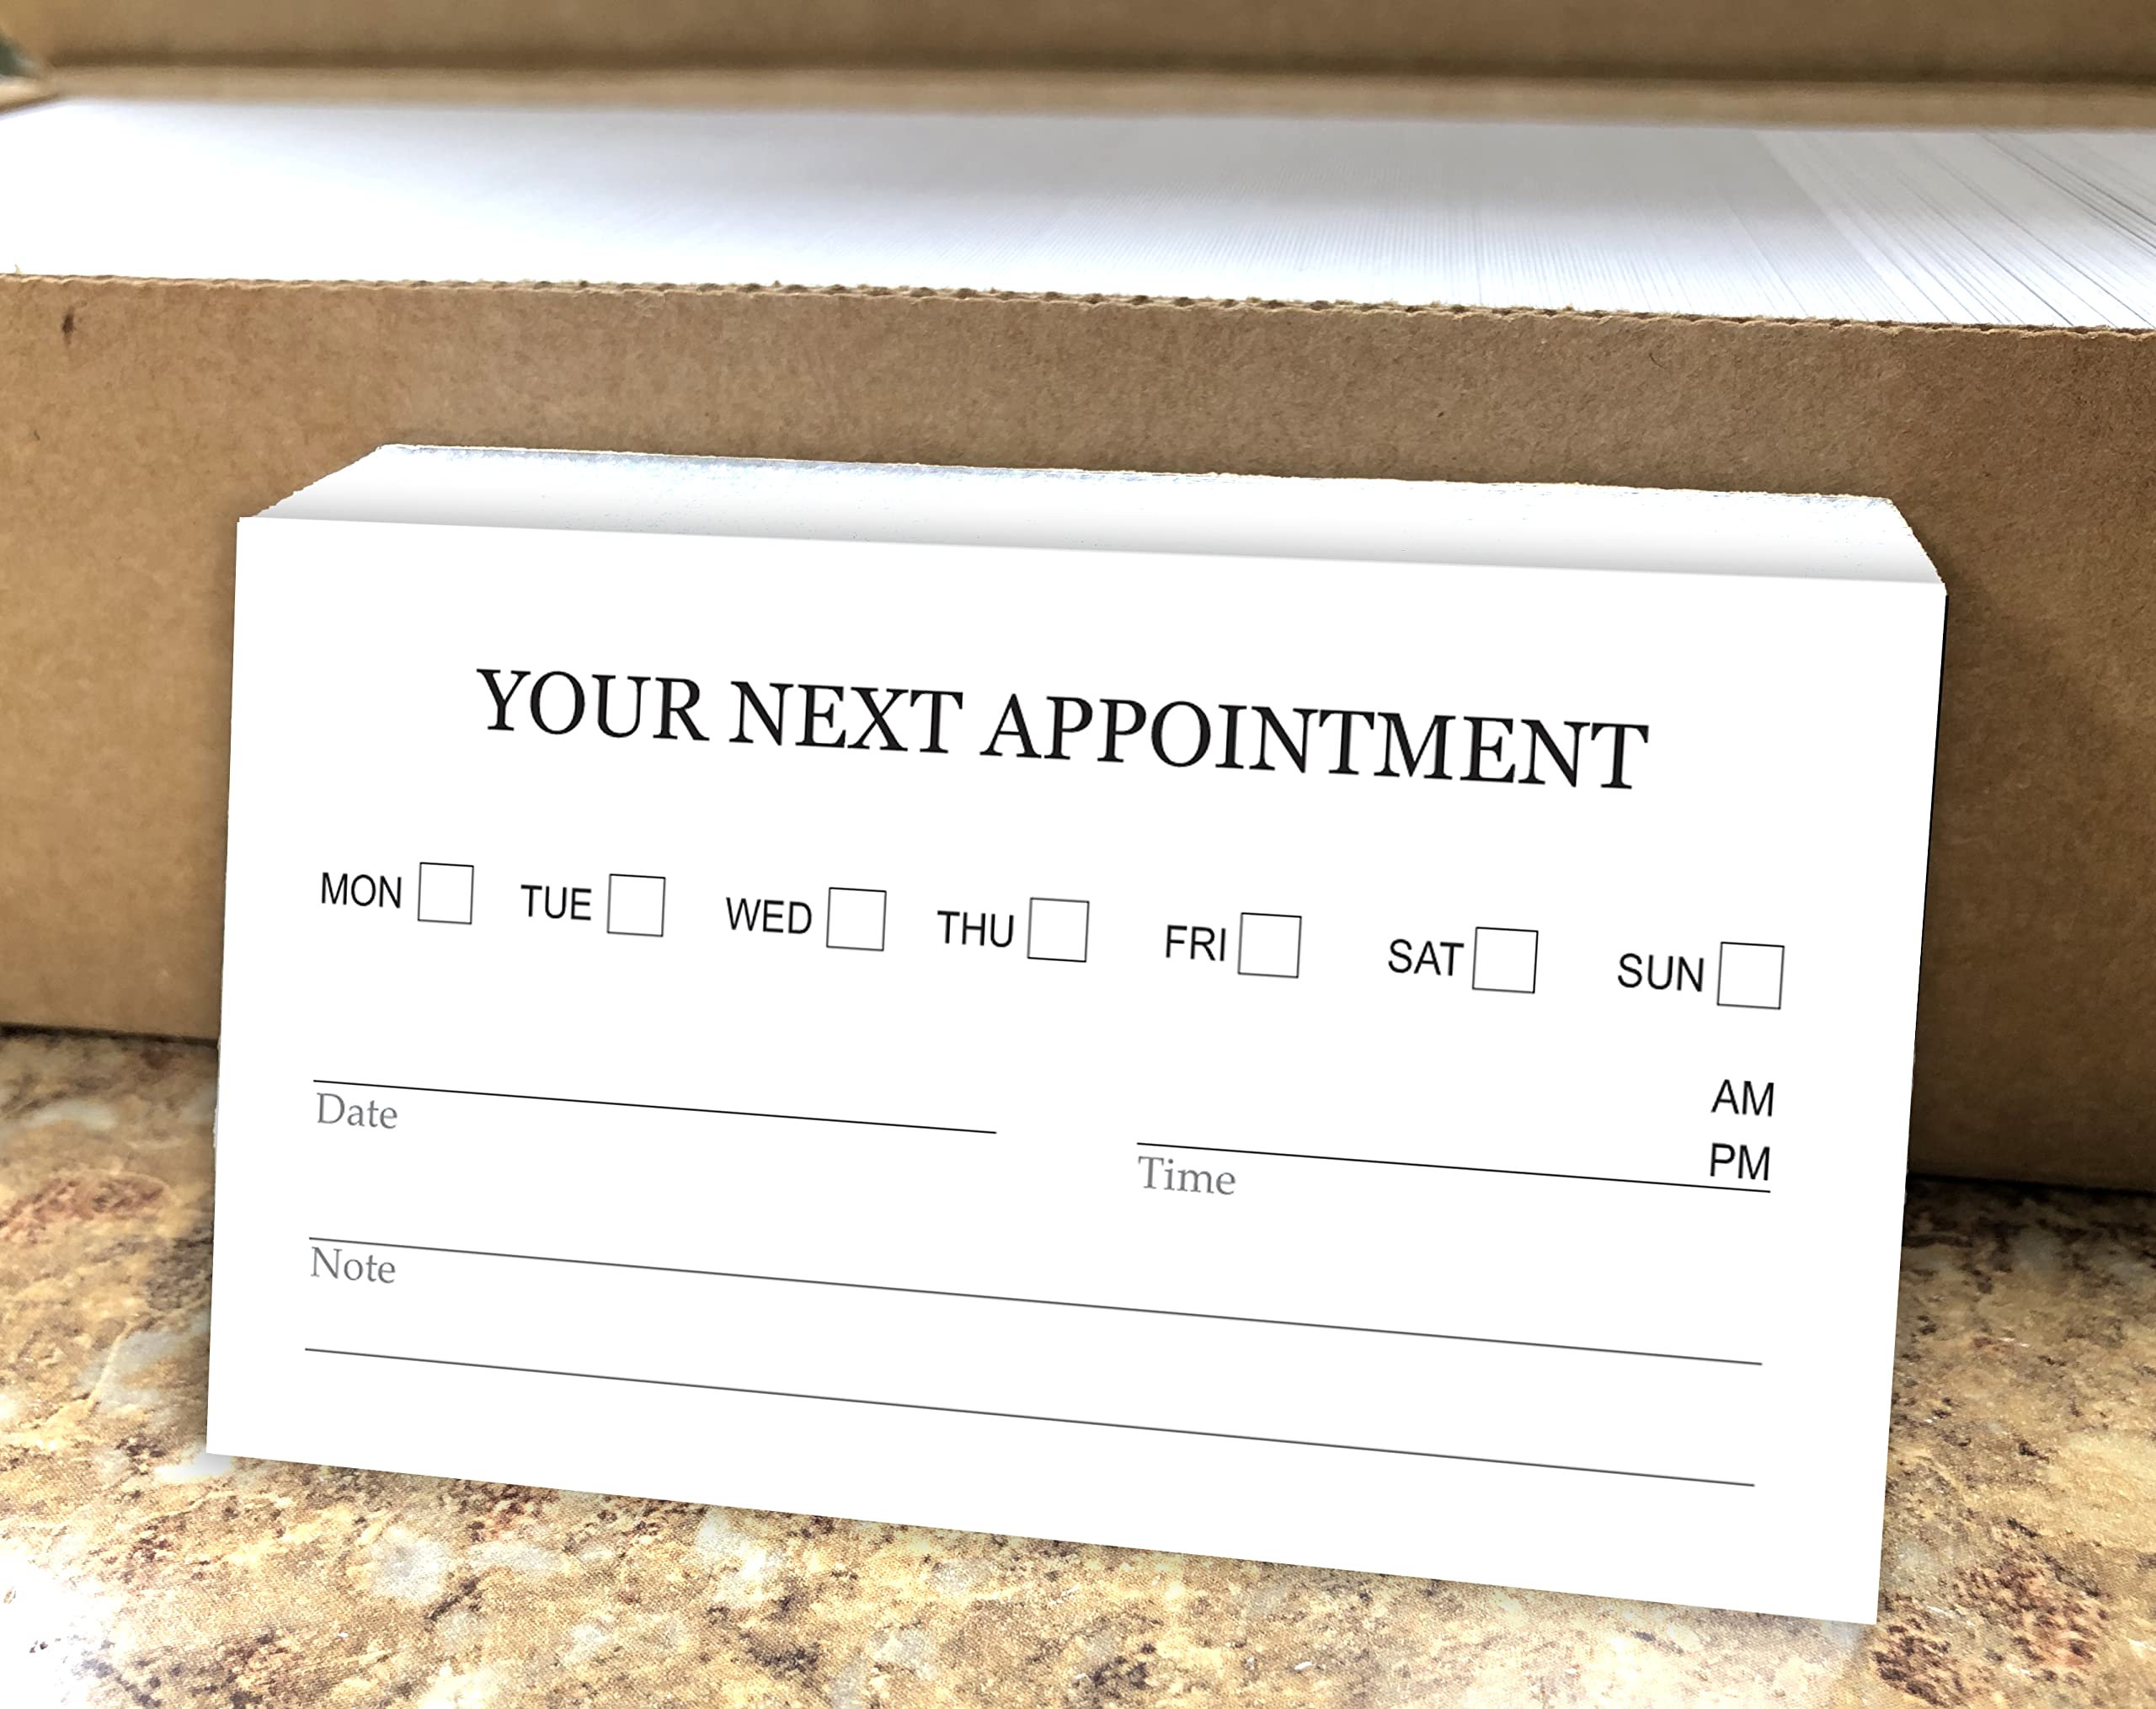 YOUR NEXT APPOINTMENT
MON TUE WED THU FRI SAT SUN
AM
PM
Date
Time
Note